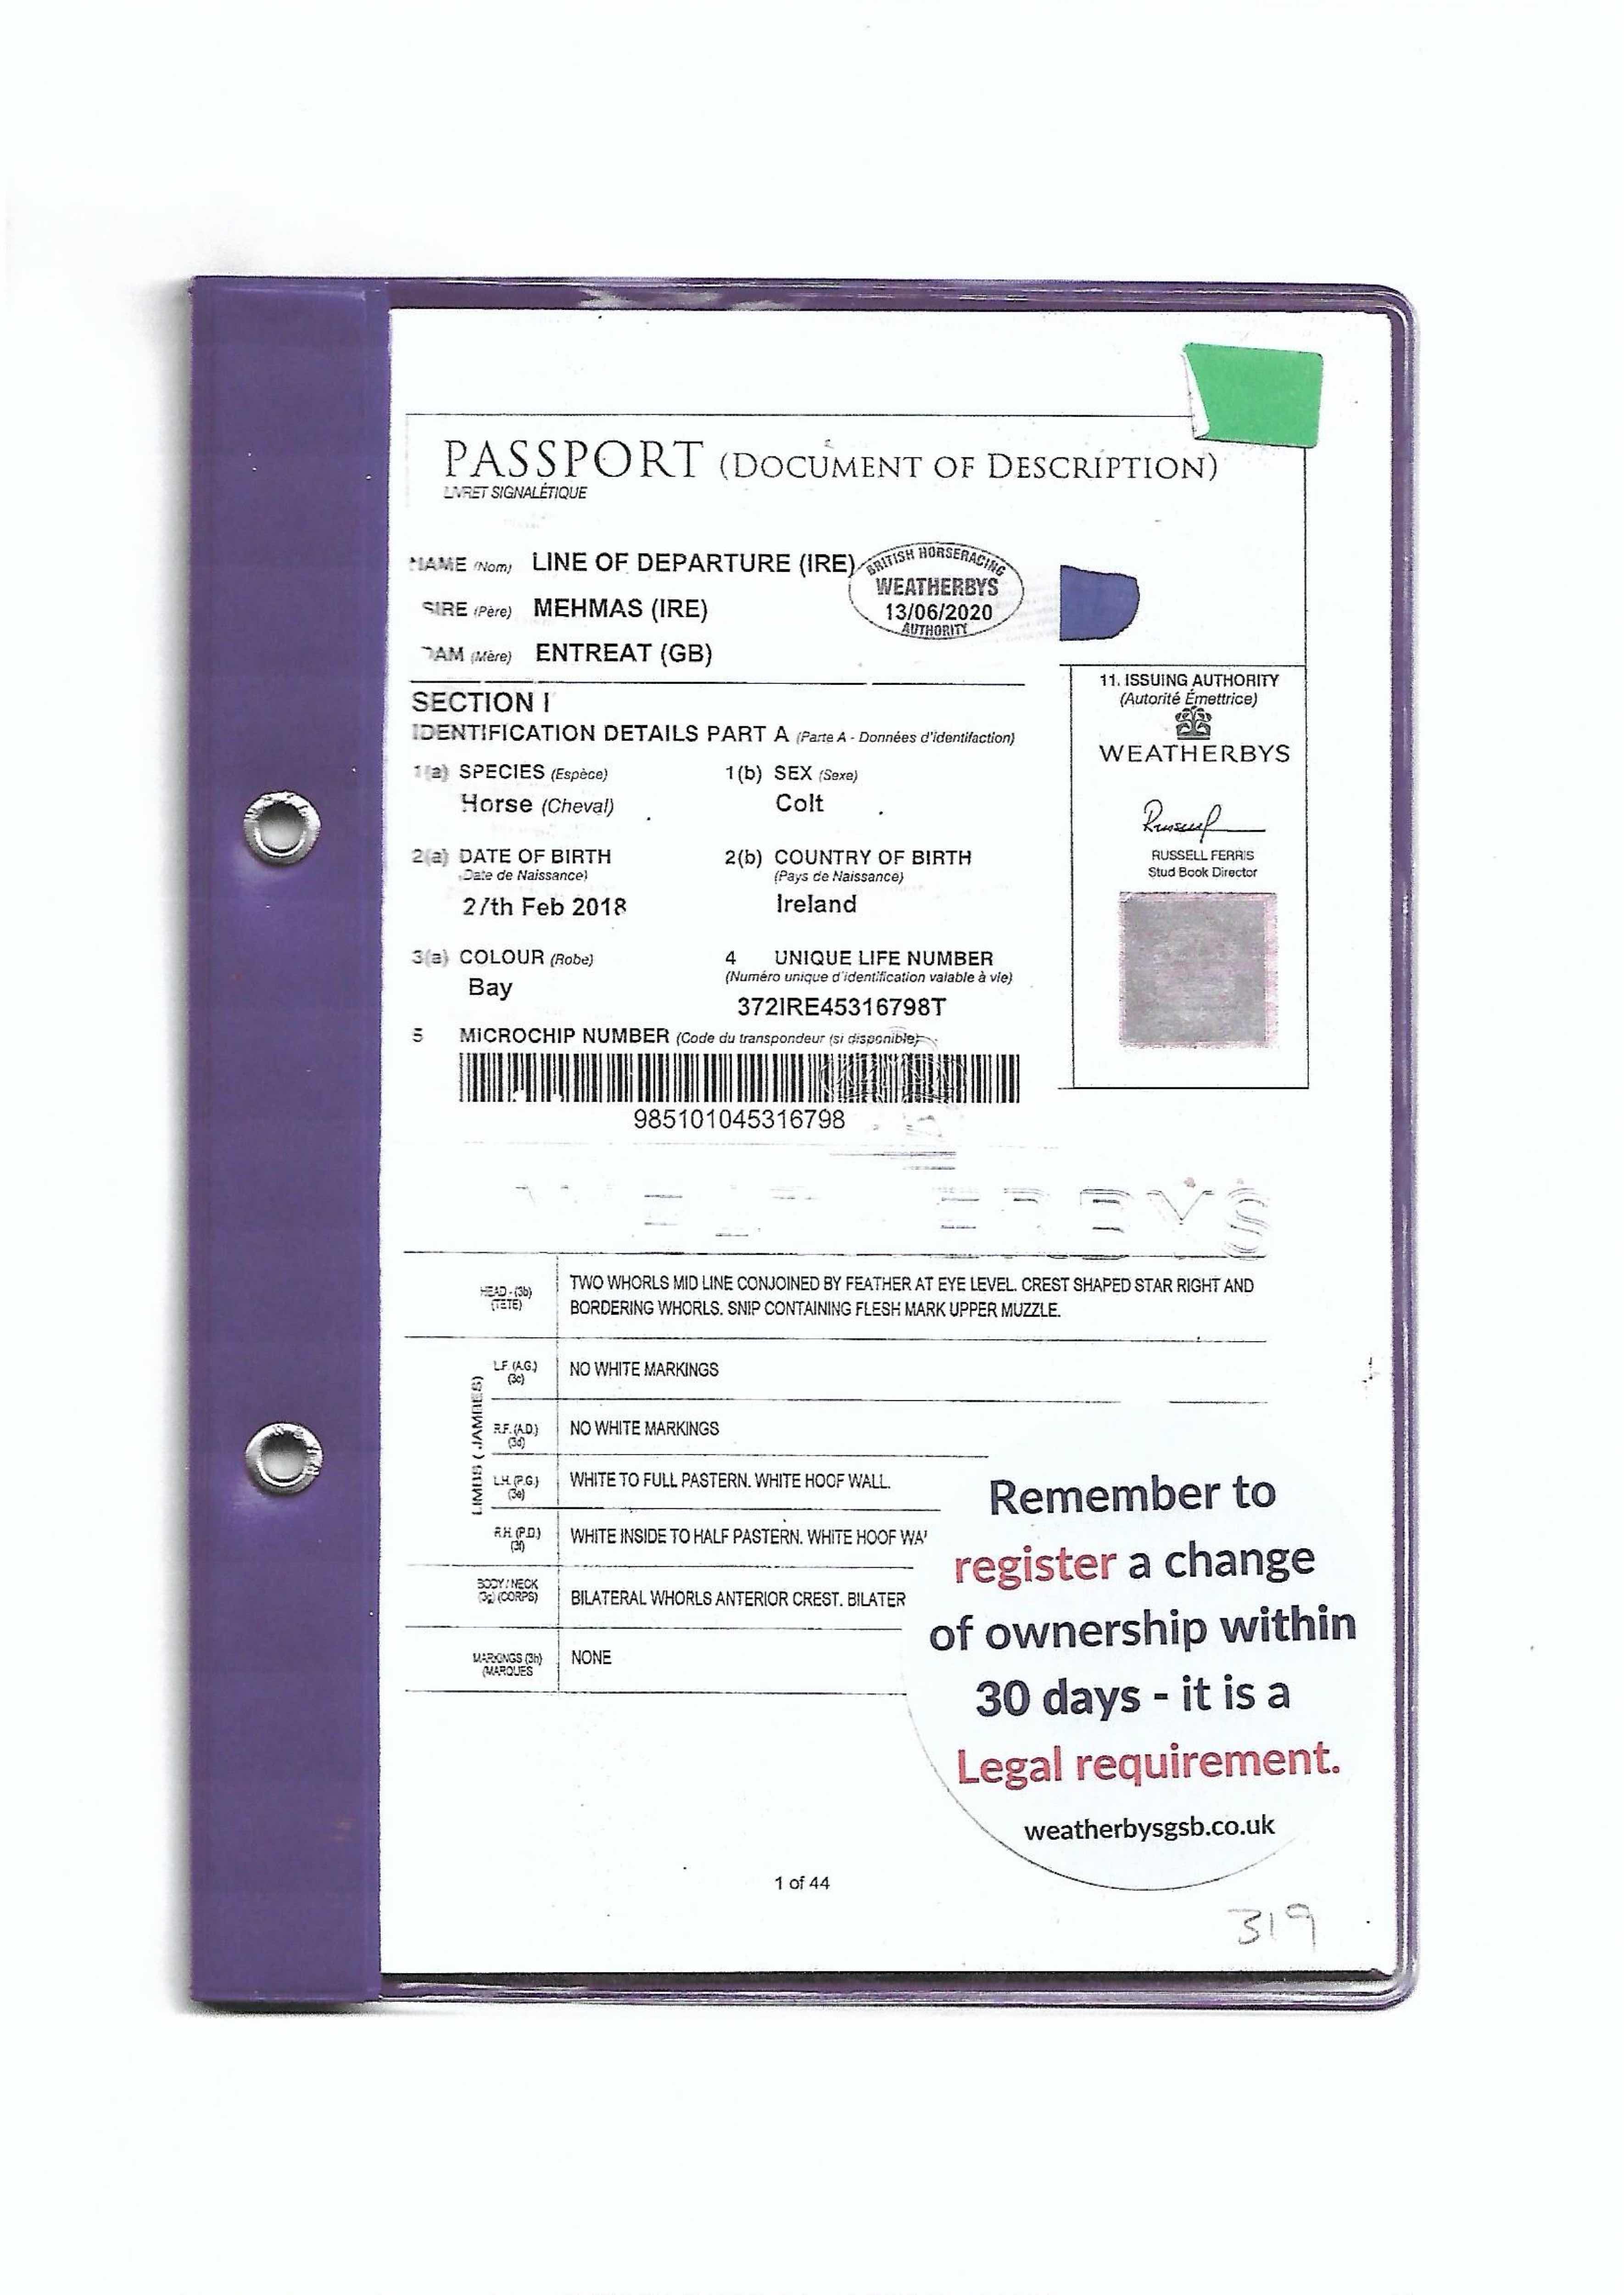 PASSPORT (DOCUMENT OF DESCRIPTION)
LIVRET SIGNALÉTIQUE
NAME (Nom) LINE OF DEPARTURE (IRE)
BRITISH HORSERACING
WEATHERBYS
13/06/2020
AUTHORITY
SIRE (Père) MEHMAS (IRE)
DAM (Mère) ENTREAT (GB)
SECTION I
IDENTIFICATION DETAILS PART A (Parte A - Données d'identifaction)
1(a) SPECIES (Espèce) 1(b) SEX (Sexe)
Horse (Cheval) Colt
2(a) DATE OF BIRTH 2(b) COUNTRY OF BIRTH
(Date de Naissance) (Pays de Naissance)
27th Feb 2018 Ireland
3(a) COLOUR (Robe) 4 UNIQUE LIFE NUMBER
(Numéro unique d'identification valable à vie)
Bay
372IRE45316798T
5 MICROCHIP NUMBER (Code du transpondeur (si disponible)
985101045316798
11. ISSUING AUTHORITY
(Autorité Émettrice)
WEATHERBYS
RUSSELL FERRIS
Stud Book Director
HEAD - (3b) TWO WHORLS MID LINE CONJOINED BY FEATHER AT EYE LEVEL. CREST SHAPED STAR RIGHT AND
(TETE) BORDERING WHORLS. SNIP CONTAINING FLESH MARK UPPER MUZZLE.
LIMBS (JAMBES)
L.F. (A.G.) NO WHITE MARKINGS
(3c)
R.F. (A.D.) NO WHITE MARKINGS
(3d)
L.H. (P.G.) WHITE TO FULL PASTERN. WHITE HOOF WALL.
(3e)
R.H. (P.D.) WHITE INSIDE TO HALF PASTERN. WHITE HOOF
(3f)
BODY / NECK BILATERAL WHORLS ANTERIOR CREST.
(3g) (CORPS)
MARKINGS (3h) NONE
(MARQUES
Remember to
register a change
of ownership within
30 days - it is a
Legal requirement.
weatherbysgsb.co.uk
1 of 44
319